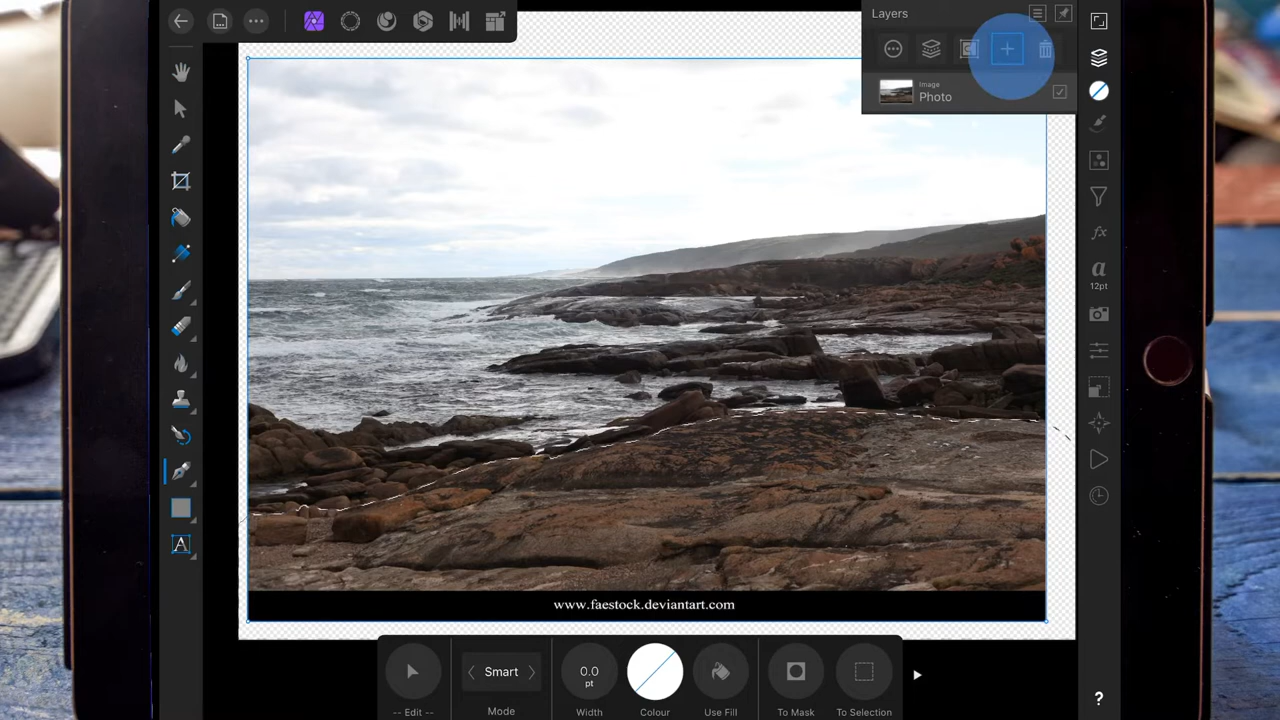 Layers
Image
Photo
12pt
A
www.faestock.deviantart.com
Smart
0.0
pt
-- Edit --
Mode
Width
Colour
Use Fill
To Mask
To Selection
?